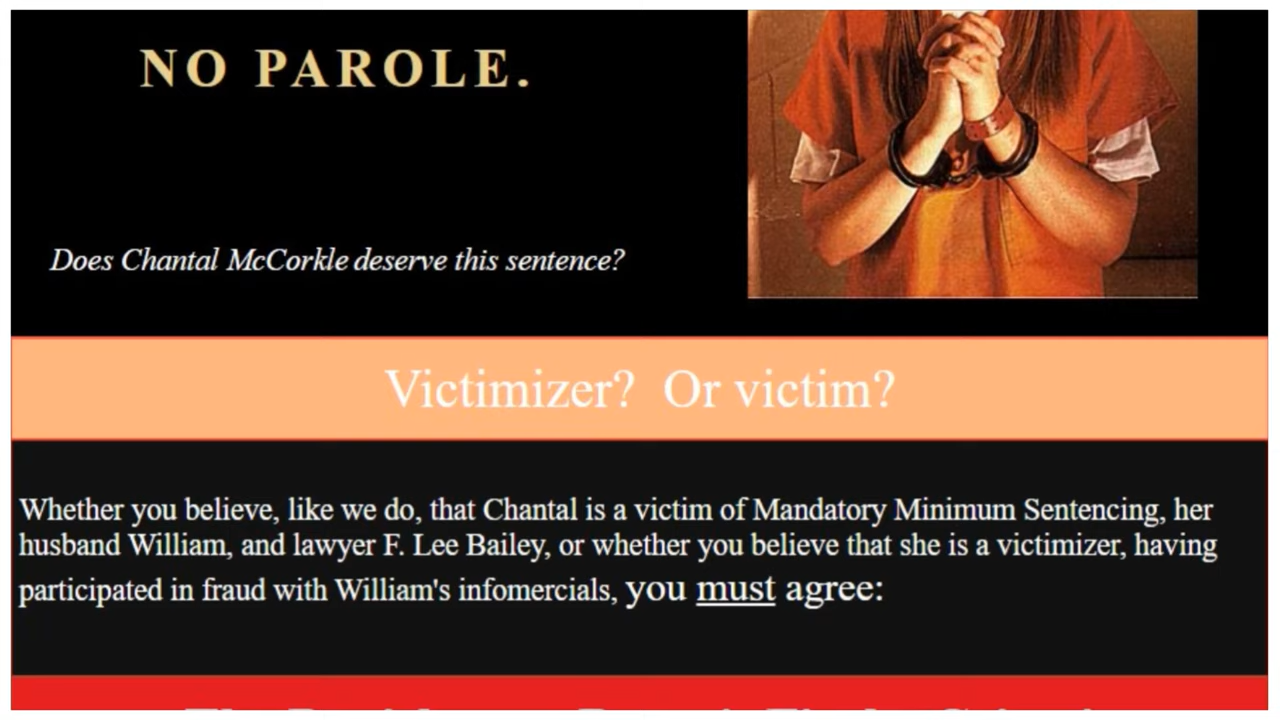 NO PAROLE.
Does Chantal McCorkle deserve this sentence?
Victimizer? Or victim?
Whether you believe, like we do, that Chantal is a victim of Mandatory Minimum Sentencing, her
husband William, and lawyer F. Lee Bailey, or whether you believe that she is a victimizer, having
participated in fraud with William's infomercials, you must agree: